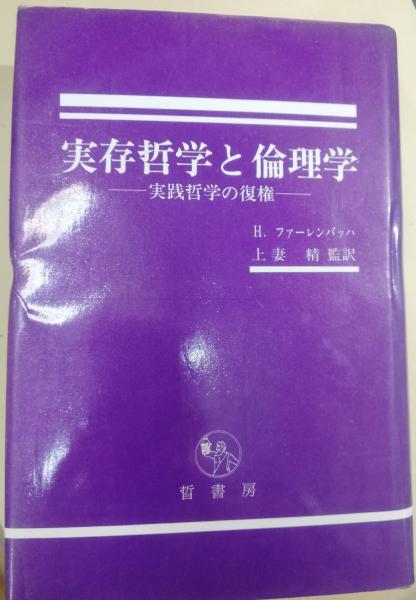 実存哲学と倫理学
──実践哲学の復権──
H. ファーレンバッハ
上妻 精 監訳
晢書房